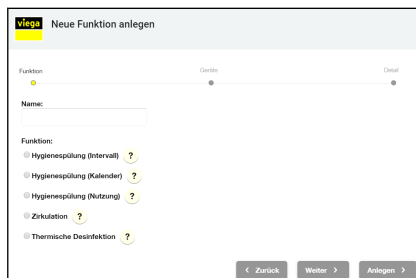 viega Neue Funktion anlegen
Funktion Geräte Detail
Name:
Funktion:
Hygienespülung (Intervall) ?
Hygienespülung (Kalender) ?
Hygienespülung (Nutzung) ?
Zirkulation ?
Thermische Desinfektion ?
< Zurück Weiter > Anlegen >